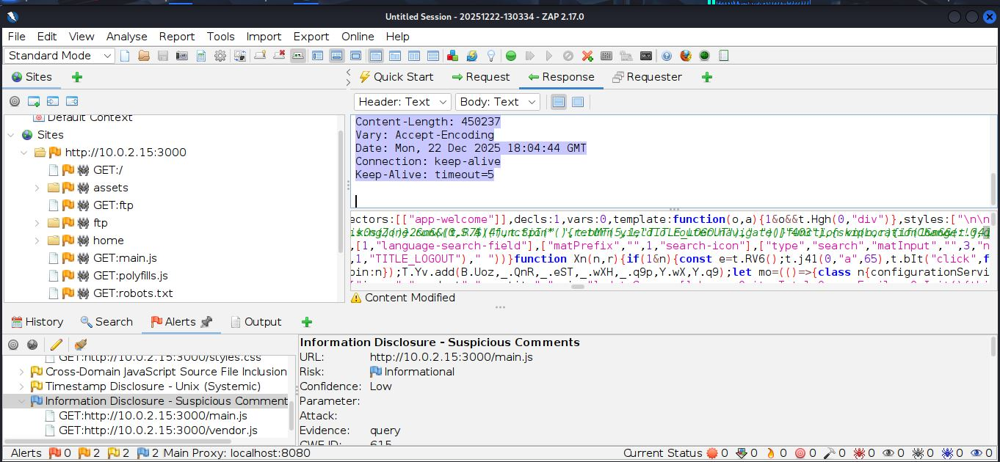 Untitled Session - 20251222-130334 - ZAP 2.17.0
File Edit View Analyse Report Tools Import Export Online Help
Standard Mode
Sites
Quick Start Request Response Requester
Header: Text Body: Text
Default Context
Sites
http://10.0.2.15:3000
GET:/
assets
GET:ftp
ftp
home
GET:main.js
GET:polyfills.js
GET:robots.txt
Content-Length: 450237
Vary: Accept-Encoding
Date: Mon, 22 Dec 2025 18:04:44 GMT
Connection: keep-alive
Keep-Alive: timeout=5
ectors:[["app-welcome"]],decls:1,vars:0,template:function(o,a){1&o&&t.Hgh(0,"div")},styles:["\n\n
,[1,"language-search-field"],["matPrefix","",1,"search-icon"],["type","search","matInput","",3,"n
,1,"TITLE_LOGOUT")," "))}function Xn(n,r){if(1&n){const e=t.RV6();t.j41(0,"a",65),t.bIt("click",f
pin:n});T.Yv.add(B.Uoz,_.QnR,_.eST,_.wXH,_.q9p,Y.wX,Y.q9);let mo=(()=>{class n{configurationServi
Content Modified
History Search Alerts Output
GET:http://10.0.2.15:3000/styles.css
Cross-Domain JavaScript Source File Inclusion
Timestamp Disclosure - Unix (Systemic)
Information Disclosure - Suspicious Comment
GET:http://10.0.2.15:3000/main.js
GET:http://10.0.2.15:3000/vendor.js
Information Disclosure - Suspicious Comments
URL: http://10.0.2.15:3000/main.js
Risk: Informational
Confidence: Low
Parameter:
Attack:
Evidence: query
CWE ID: 615
Alerts 0 2 2 2 Main Proxy: localhost:8080
Current Status 0 0 0 0 0 0 0 0 0 0